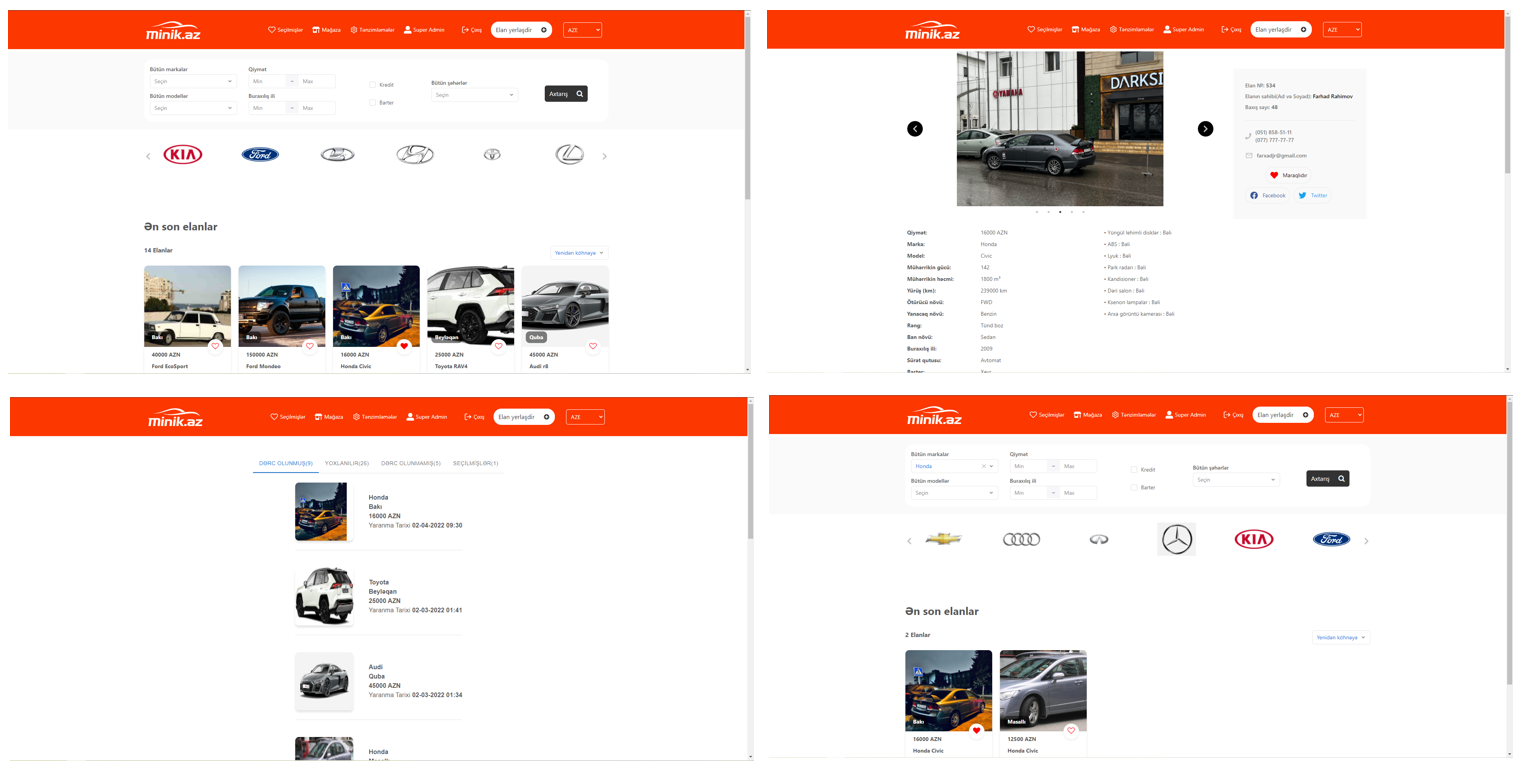 minik.az
Seçilmişlər
Mağaza
Tənzimləmələr
Super Admin
Çıxış
Elan yerləşdir
AZE
Bütün markalar
Qiymət
Seçin
Min
~
Max
Kredit
Bütün şəhərlər
Seçin
Axtarış
Bütün modellər
Buraxılış ili
Seçin
Min
~
Max
Barter
KIA
Ford
Ən son elanlar
14 Elanlar
Yenidən köhnəyə
Bakı
Bakı
Bakı
Beyləqan
Quba
40000 AZN
150000 AZN
16000 AZN
25000 AZN
45000 AZN
Ford EcoSport
Ford Mondeo
Honda Civic
Toyota RAV4
Audi r8
minik.az
Seçilmişlər
Mağaza
Tənzimləmələr
Super Admin
Çıxış
Elan yerləşdir
AZE
YAMAHA
DARKSI
Elan №: 534
Elanın sahibi(Ad və Soyad): Farhad Rahimov
Baxış sayı: 48
(051) 858-51-11
(077) 777-77-77
farxadjr@gmail.com
Maraqlıdır
Facebook
Twitter
Qiymət: 16000 AZN
Marka: Honda
Model: Civic
Mühərrikin gücü: 142
Mühərrikin həcmi: 1800 m³
Yürüş (km): 239000 km
Ötürücü növü: FWD
Yanacaq növü: Benzin
Rəng: Tünd boz
Ban növü: Sedan
Buraxılış ili: 2009
Sürət qutusu: Avtomat
Barter: Xeyr
• Yüngül lehimli disklər : Bəli
• ABS : Bəli
• Lyuk : Bəli
• Park radarı : Bəli
• Kandisioner : Bəli
• Dəri salon : Bəli
• Ksenon lampalar : Bəli
• Arxa görüntü kamerası : Bəli
minik.az
Seçilmişlər
Mağaza
Tənzimləmələr
Super Admin
Çıxış
Elan yerləşdir
AZE
DƏRC OLUNMUŞ(9)
YOXLANILIR(26)
DƏRC OLUNMAMIŞ(5)
SEÇİLMİŞLƏR(1)
Honda
Bakı
16000 AZN
Yaranma Tarixi 02-04-2022 09:30
Toyota
Beyləqan
25000 AZN
Yaranma Tarixi 02-03-2022 01:41
Audi
Quba
45000 AZN
Yaranma Tarixi 02-03-2022 01:34
Honda
Masallı
minik.az
Seçilmişlər
Mağaza
Tənzimləmələr
Super Admin
Çıxış
Elan yerləşdir
AZE
Bütün markalar
Qiymət
Honda
Min
~
Max
Kredit
Bütün şəhərlər
Seçin
Axtarış
Bütün modellər
Buraxılış ili
Seçin
Min
~
Max
Barter
KIA
Ford
Ən son elanlar
2 Elanlar
Yenidən köhnəyə
Bakı
Masallı
16000 AZN
12500 AZN
Honda Civic
Honda Civic